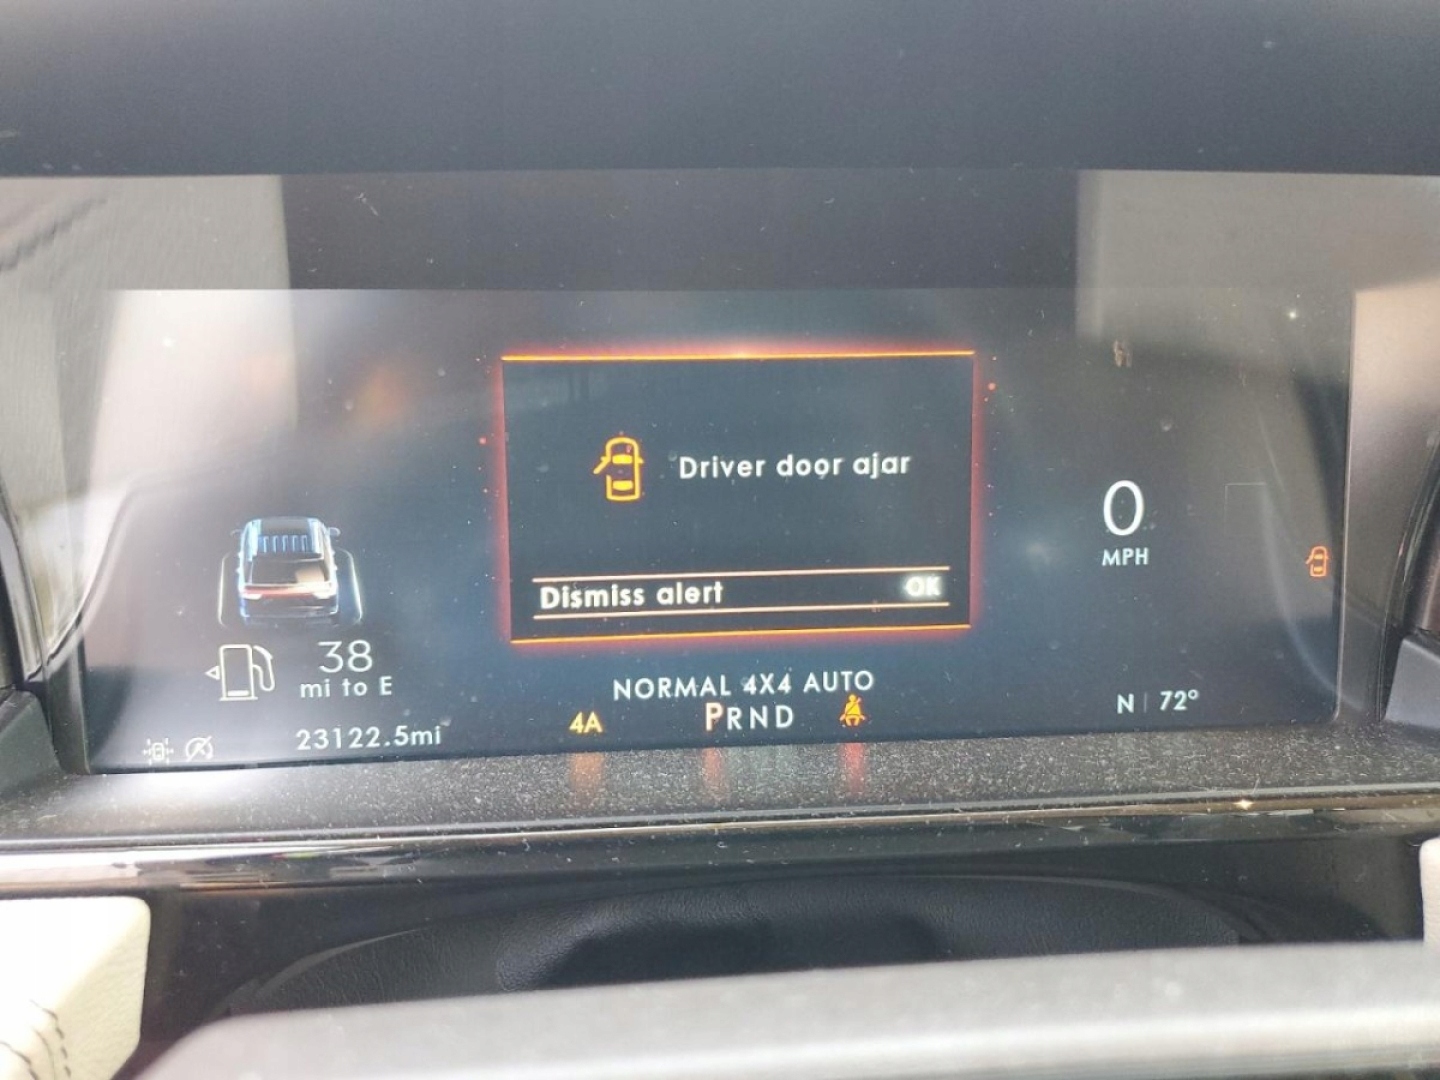 Driver door ajar
0
MPH
Dismiss alert OK
38
mi to E
NORMAL 4X4 AUTO
4A PRND
N 72°
23122.5mi